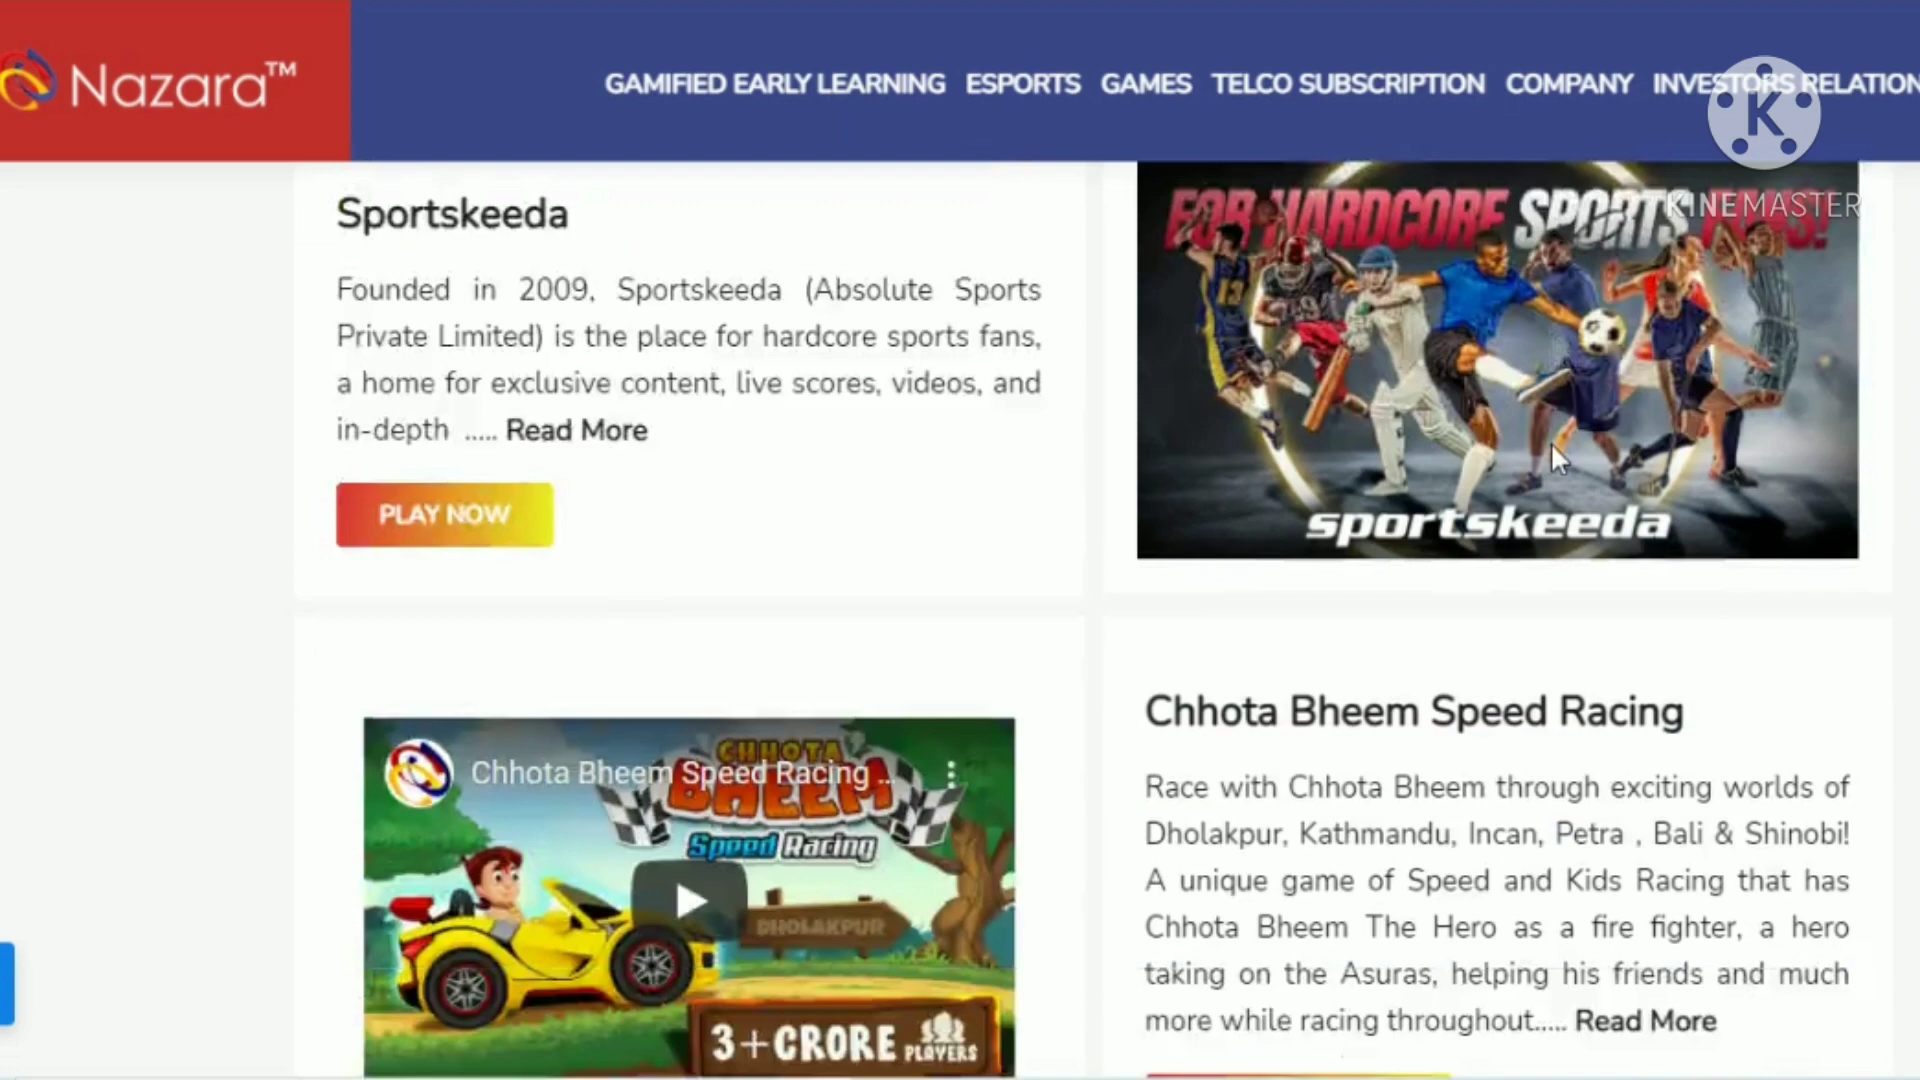 Nazara™
GAMIFIED EARLY LEARNING ESPORTS GAMES TELCO SUBSCRIPTION COMPANY INVESTORS RELATION
K
KINEMASTER
Sportskeeda
Founded in 2009, Sportskeeda (Absolute Sports
Private Limited) is the place for hardcore sports fans,
a home for exclusive content, live scores, videos, and
in-depth ..... Read More
PLAY NOW
FOR HARDCORE SPORTS FANS!
13
sportskeeda
Chhota Bheem Speed Racing ...
CHHOTA
BHEEM
Speed Racing
DHOLAKPUR
3+CRORE PLAYERS
Chhota Bheem Speed Racing
Race with Chhota Bheem through exciting worlds of
Dholakpur, Kathmandu, Incan, Petra , Bali & Shinobi!
A unique game of Speed and Kids Racing that has
Chhota Bheem The Hero as a fire fighter, a hero
taking on the Asuras, helping his friends and much
more while racing throughout..... Read More